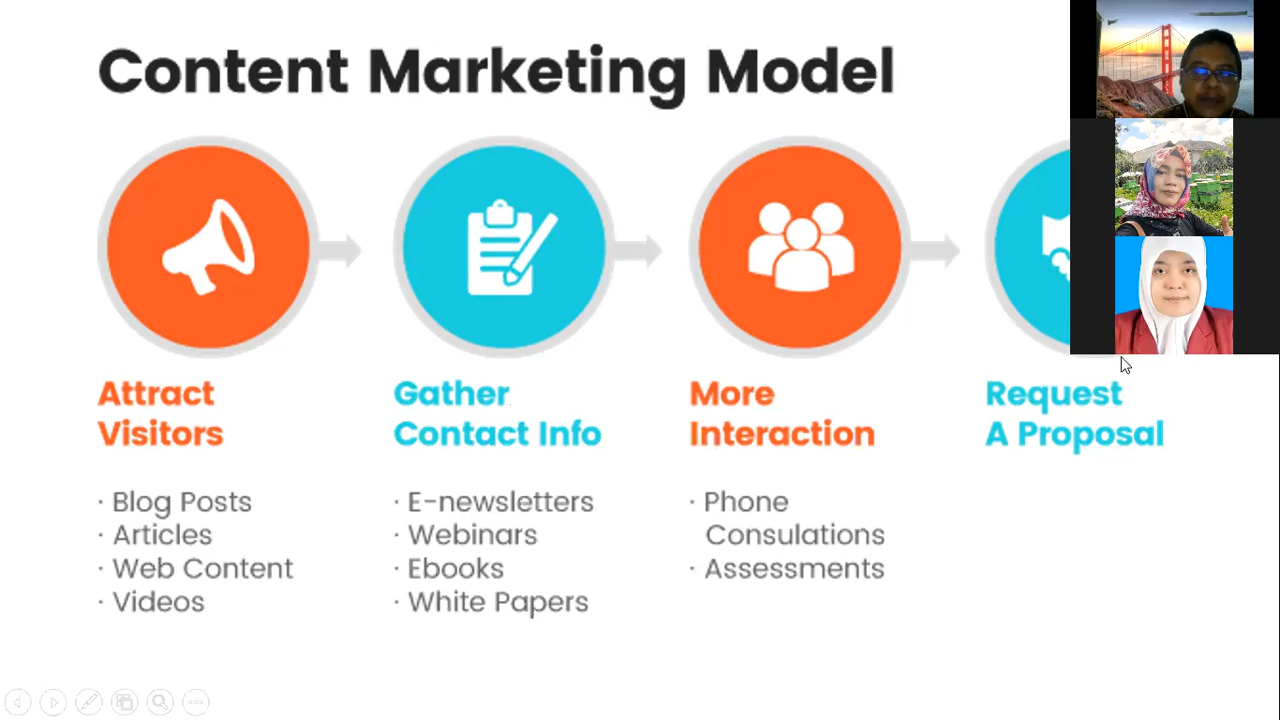 Content Marketing Model
Attract
Visitors
· Blog Posts
· Articles
· Web Content
· Videos
Gather
Contact Info
· E-newsletters
· Webinars
· Ebooks
· White Papers
More
Interaction
· Phone
Consulations
· Assessments
Request
A Proposal